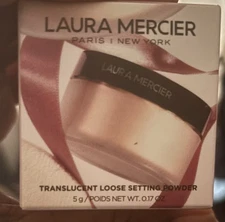 LAURA MERCIER
PARIS | NEW YORK
LAURA MERCIER
TRANSLUCENT LOOSE SETTING POWDER
5 g / POIDS NET WT. 0.17 OZ